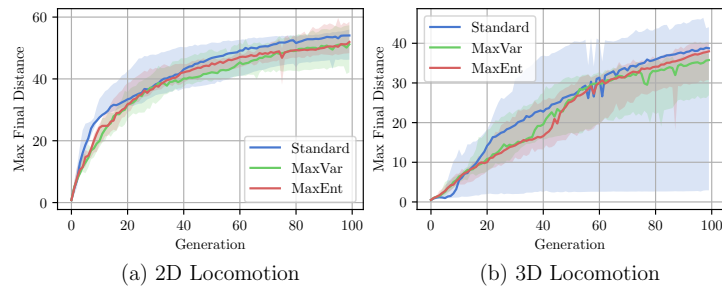 60
40
20
0
Max Final Distance
0
20
40
60
80
100
Generation
Standard
MaxVar
MaxEnt
(a) 2D Locomotion
40
30
20
10
0
Max Final Distance
0
20
40
60
80
100
Generation
Standard
MaxVar
MaxEnt
(b) 3D Locomotion